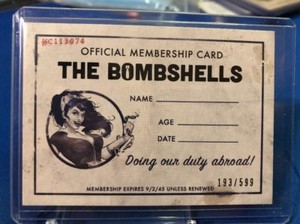 HC113074
OFFICIAL MEMBERSHIP CARD
THE BOMBSHELLS
NAME
AGE
DATE
Doing our duty abroad!
193/599
MEMBERSHIP EXPIRES 9/2/45 UNLESS RENEWED